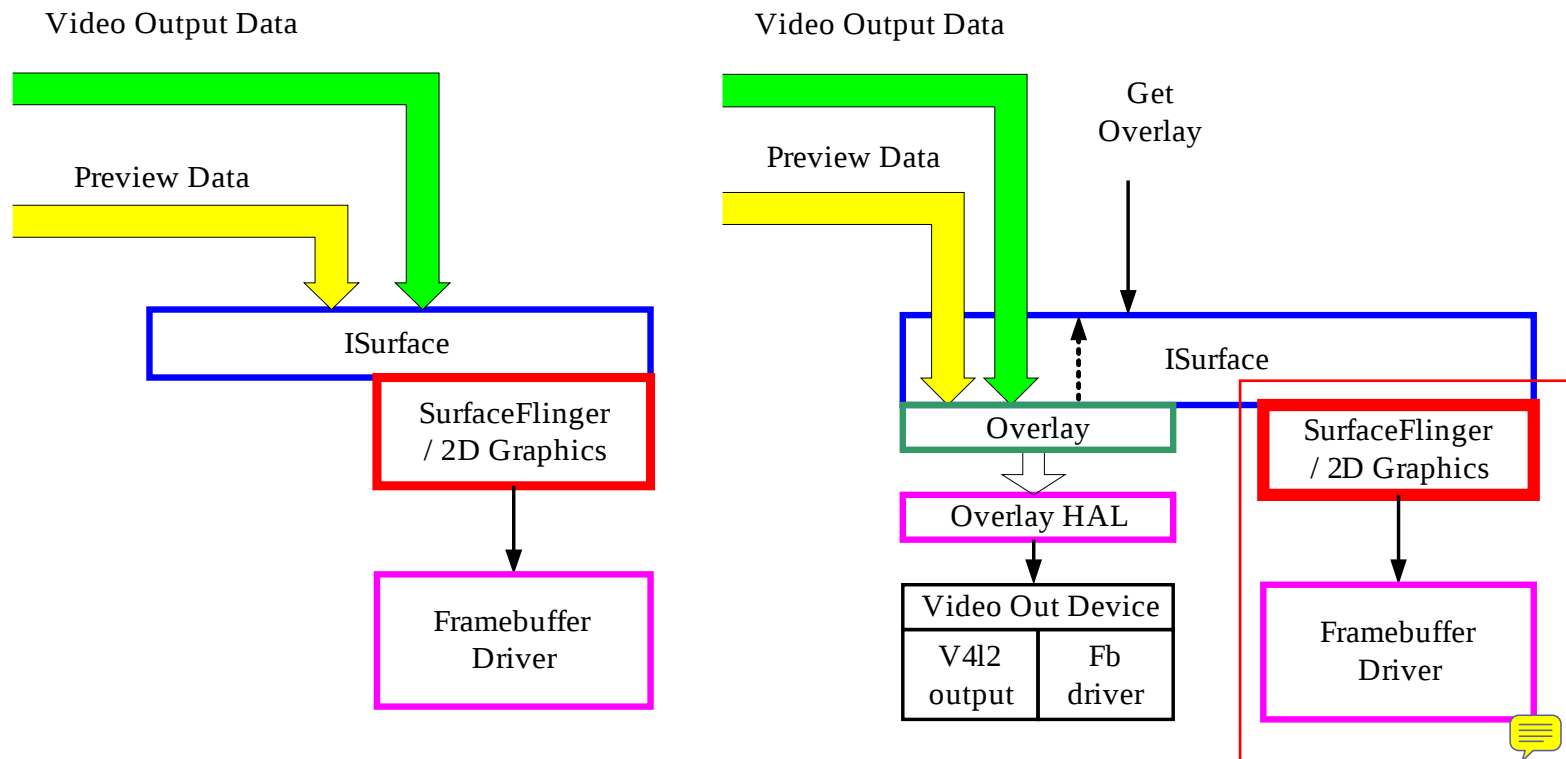 Video Output Data
Preview Data
ISurface
SurfaceFlinger
/ 2D Graphics
Framebuffer
Driver
Video Output Data
Get
Overlay
Preview Data
ISurface
Overlay
SurfaceFlinger
/ 2D Graphics
Overlay HAL
Video Out Device
V4l2
output
Fb
driver
Framebuffer
Driver